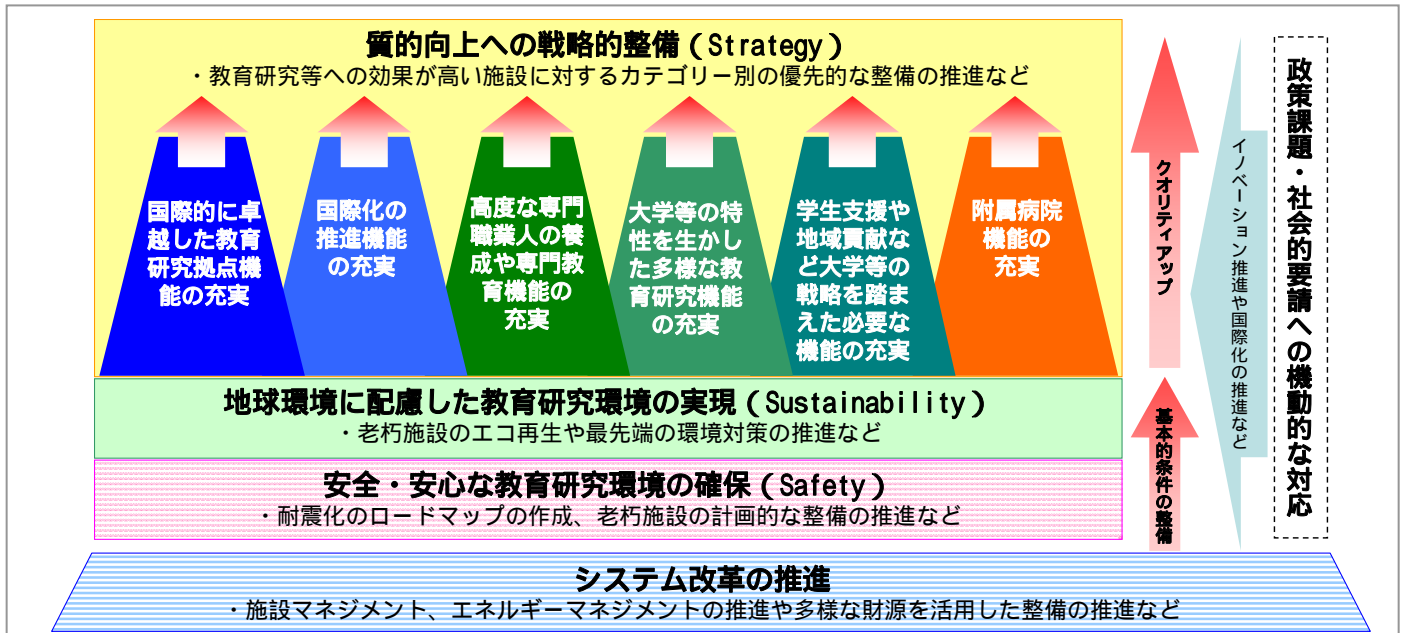 質的向上への戦略的整備（Strategy）
・教育研究等への効果が高い施設に対するカテゴリー別の優先的な整備の推進など
国際的に卓
越した教育
研究拠点機
能の充実
国際化の
推進機能
の充実
高度な専門
職業人の養
成や専門教
育機能の
充実
大学等の特
性を生かし
た多様な教
育研究機能
の充実
学生支援や
地域貢献な
ど大学等の
戦略を踏ま
えた必要な
機能の充実
附属病院
機能の
充実
地球環境に配慮した教育研究環境の実現（Sustainability）
・老朽施設のエコ再生や最先端の環境対策の推進など
安全・安心な教育研究環境の確保（Safety）
・耐震化のロードマップの作成、老朽施設の計画的な整備の推進など
システム改革の推進
・施設マネジメント、エネルギーマネジメントの推進や多様な財源を活用した整備の推進など
クオリティアップ
基本的条件の整備
イノベーション推進や国際化の推進など
政策課題・社会的要請への機動的な対応